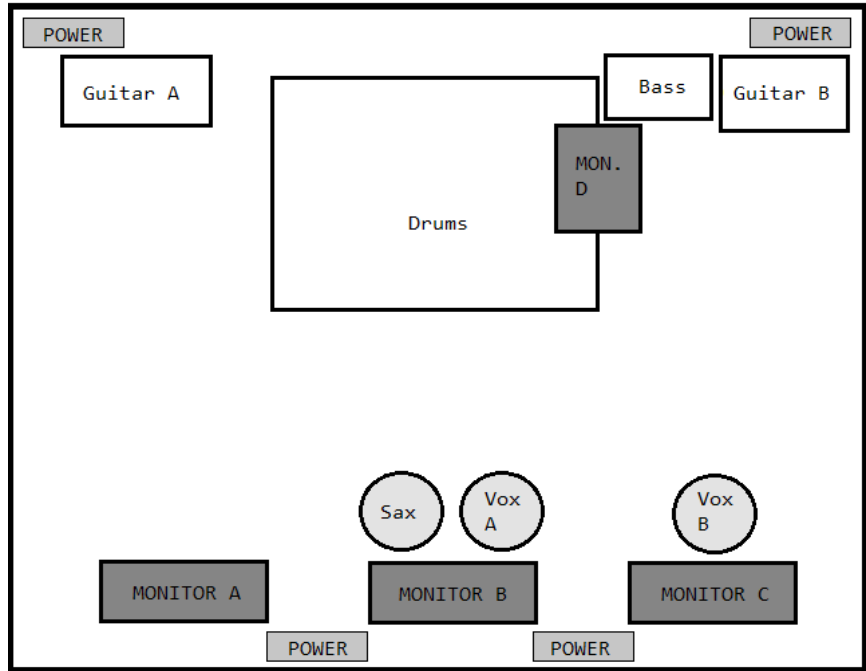 POWER
POWER
Guitar A
Bass
Guitar B
MON.
D
Drums
Sax
Vox
A
Vox
B
MONITOR A
MONITOR B
MONITOR C
POWER
POWER